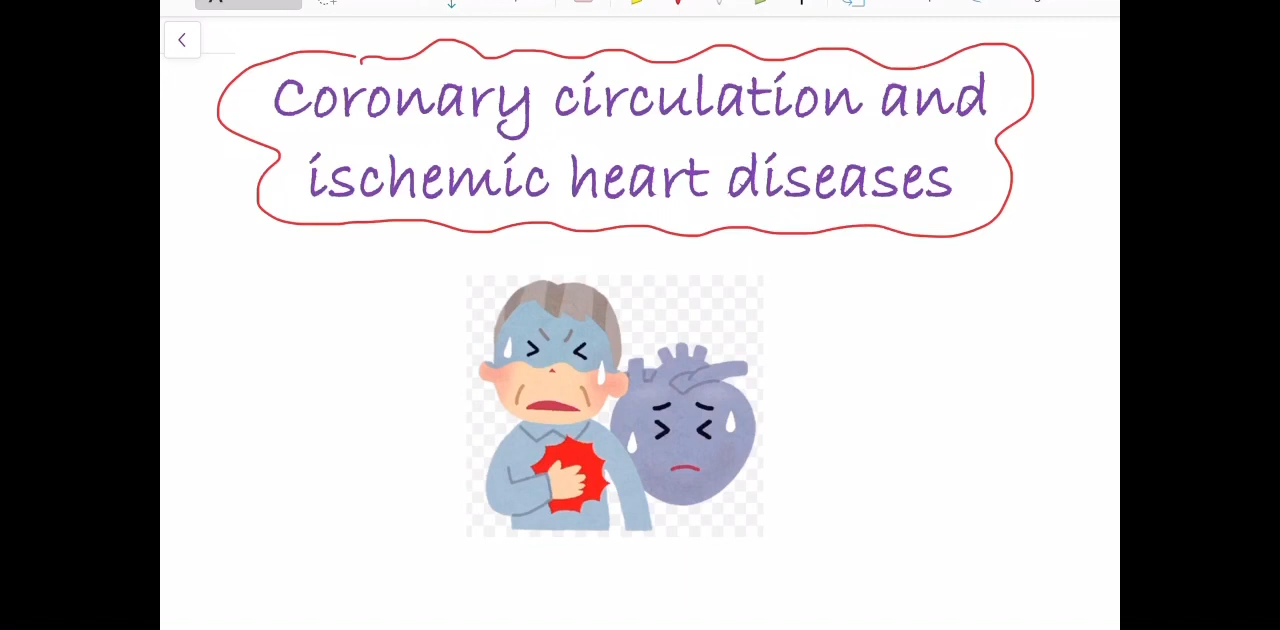 Coronary circulation and
ischemic heart diseases